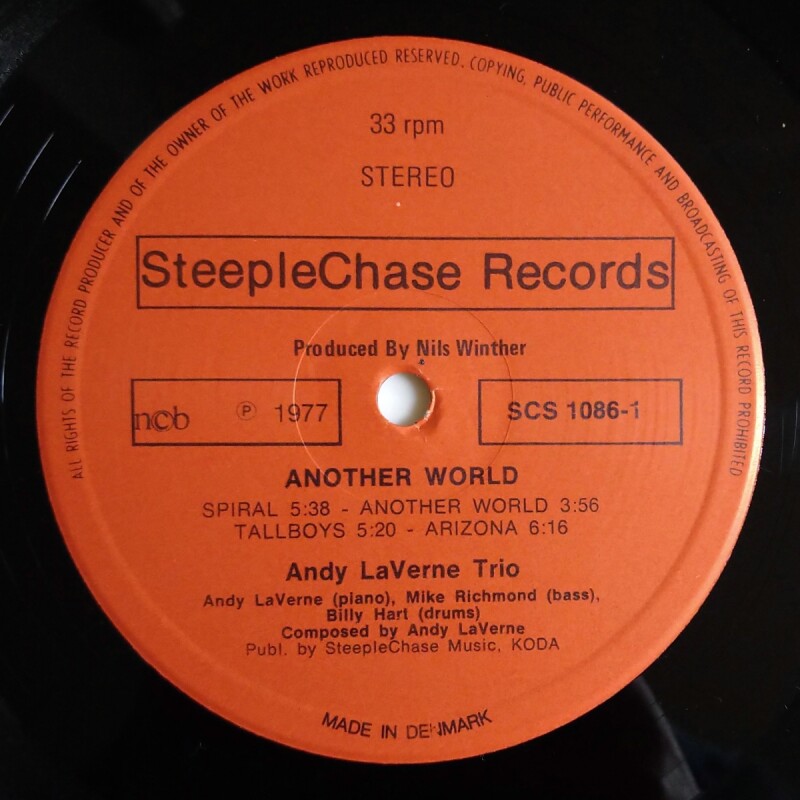 ALL RIGHTS OF THE RECORD PRODUCER AND OF THE OWNER OF THE WORK REPRODUCED RESERVED. COPYING, PUBLIC PERFORMANCE AND BROADCASTING OF THIS RECORD PROHIBITED
33 rpm
STEREO
SteepleChase Records
Produced By Nils Winther
ncb ℗ 1977
SCS 1086-1
ANOTHER WORLD
SPIRAL 5:38 - ANOTHER WORLD 3:56
TALLBOYS 5:20 - ARIZONA 6:16
Andy LaVerne Trio
Andy LaVerne (piano), Mike Richmond (bass),
Billy Hart (drums)
Composed by Andy LaVerne
Publ. by SteepleChase Music, KODA
MADE IN DENMARK